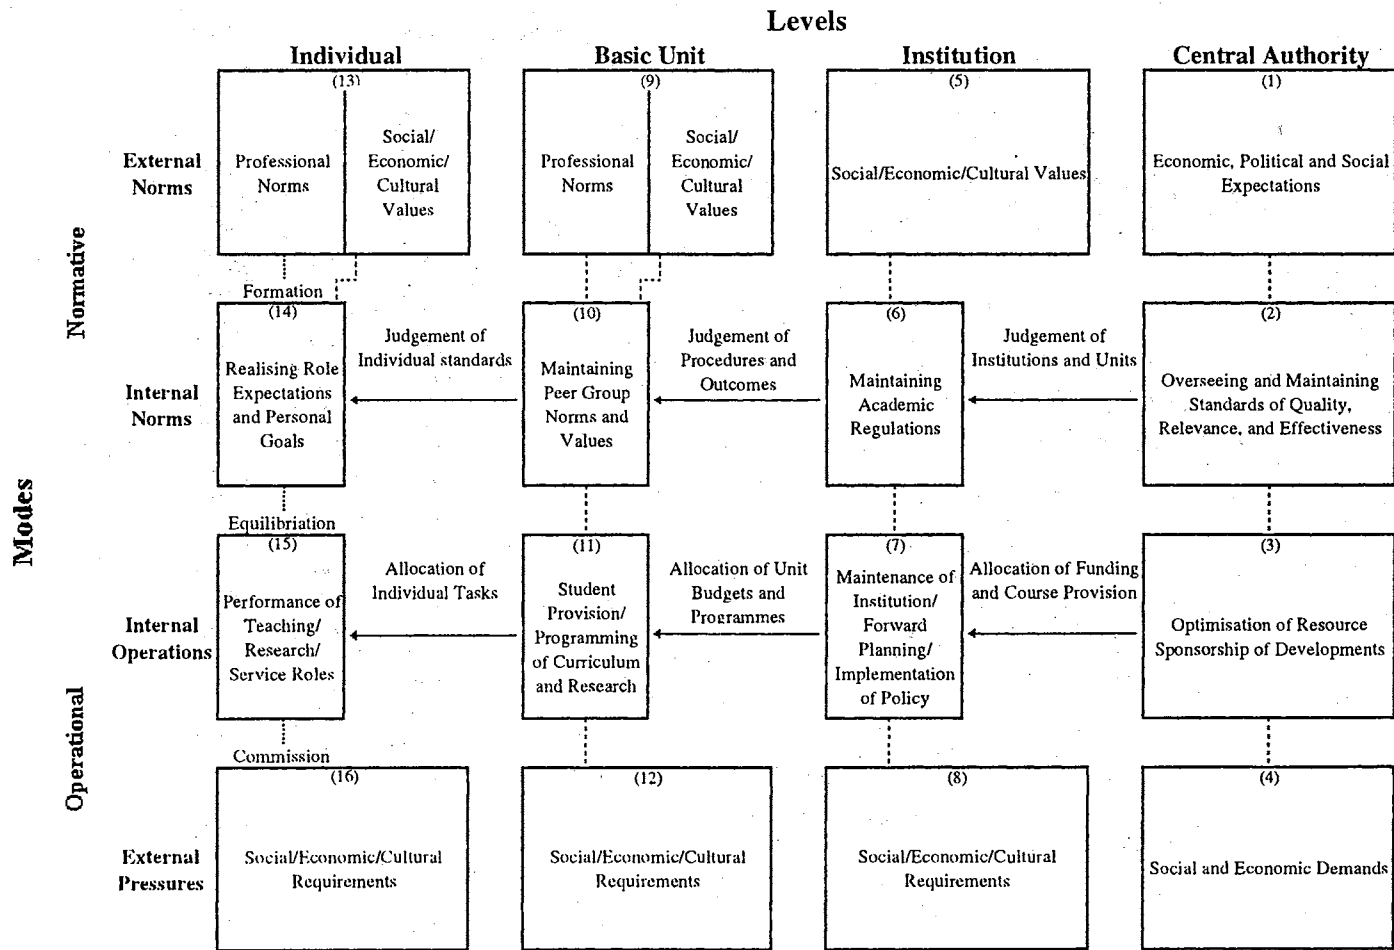 Levels
Individual
Basic Unit
Institution
Central Authority
Modes
Normative
Operational
External
Norms
(13)
Professional
Norms
Social/
Economic/
Cultural
Values
(9)
Professional
Norms
Social/
Economic/
Cultural
Values
(5)
Social/Economic/Cultural Values
(1)
Economic, Political and Social
Expectations
Formation
Internal
Norms
(14)
Realising Role
Expectations
and Personal
Goals
Judgement of
Individual standards
(10)
Maintaining
Peer Group
Norms and
Values
Judgement of
Procedures and
Outcomes
(6)
Maintaining
Academic
Regulations
Judgement of
Institutions and Units
(2)
Overseeing and Maintaining
Standards of Quality,
Relevance, and Effectiveness
Equilibriation
Internal
Operations
(15)
Performance of
Teaching/
Research/
Service Roles
Allocation of
Individual Tasks
(11)
Student
Provision/
Programming
of Curriculum
and Research
Allocation of Unit
Budgets and
Programmes
(7)
Maintenance of
Institution/
Forward
Planning/
Implementation
of Policy
Allocation of Funding
and Course Provision
(3)
Optimisation of Resource
Sponsorship of Developments
Commission
External
Pressures
(16)
Social/Economic/Cultural
Requirements
(12)
Social/Economic/Cultural
Requirements
(8)
Social/Economic/Cultural
Requirements
(4)
Social and Economic Demands